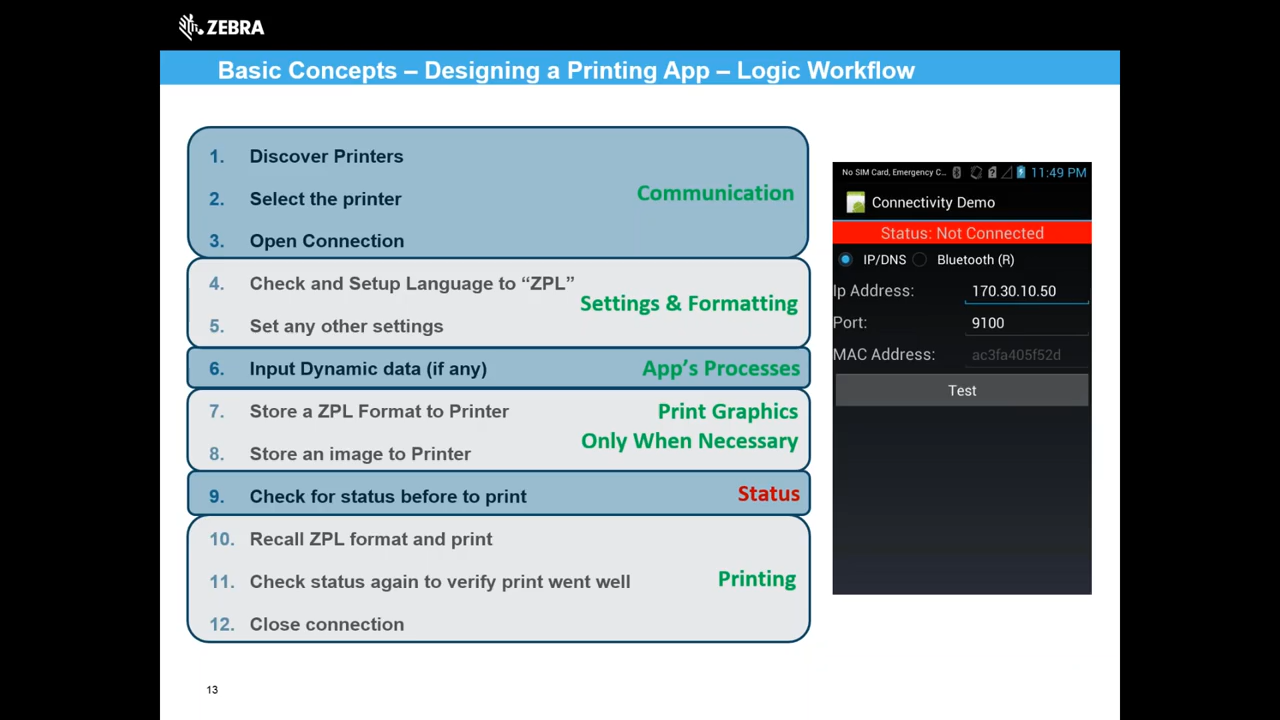 ZEBRA
Basic Concepts – Designing a Printing App – Logic Workflow
1. Discover Printers
2. Select the printer
3. Open Connection
Communication
4. Check and Setup Language to “ZPL”
5. Set any other settings
Settings & Formatting
6. Input Dynamic data (if any)
App’s Processes
7. Store a ZPL Format to Printer
8. Store an image to Printer
Print Graphics
Only When Necessary
9. Check for status before to print
Status
10. Recall ZPL format and print
11. Check status again to verify print went well
12. Close connection
Printing
No SIM Card, Emergency C... 11:49 PM
Connectivity Demo
Status: Not Connected
IP/DNS Bluetooth (R)
Ip Address: 170.30.10.50
Port: 9100
MAC Address: ac3fa405f52d
Test
13